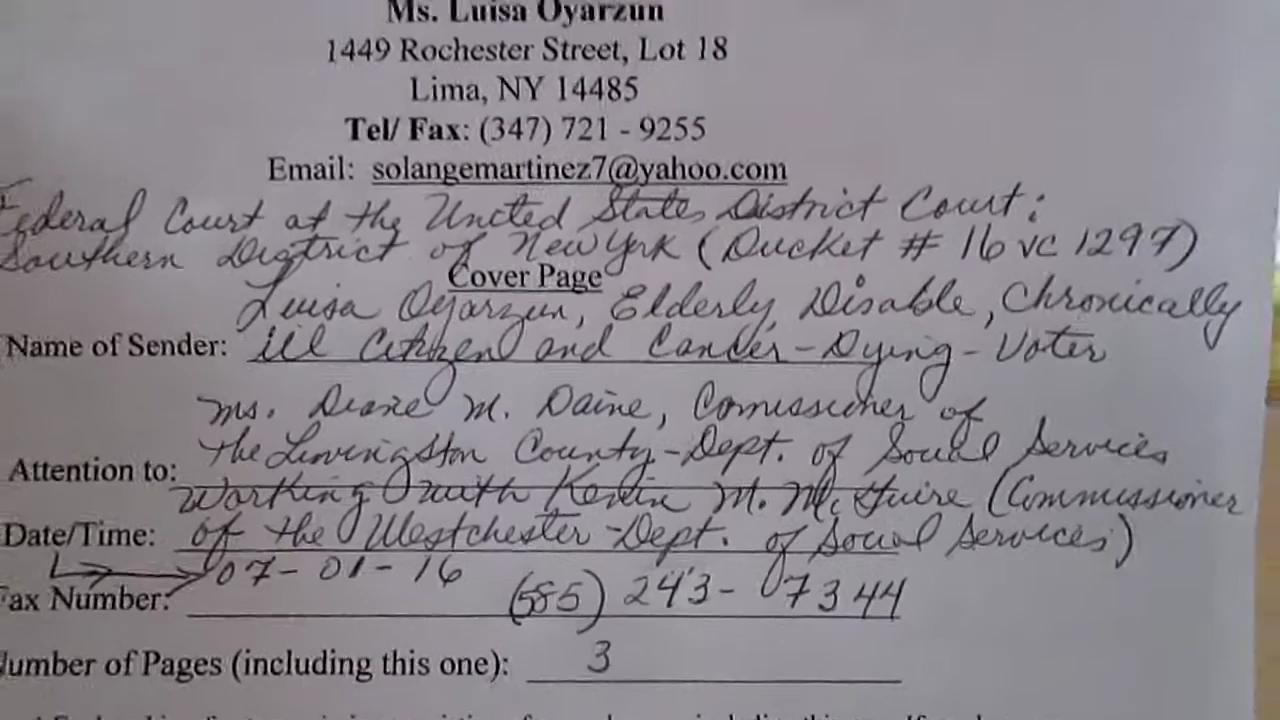 Ms. Luisa Oyarzun
1449 Rochester Street, Lot 18
Lima, NY 14485
Tel/ Fax: (347) 721 - 9255
Email: solangemartinez7@yahoo.com
Federal Court at the United States District Court:
Southern District of New York (Ducket # 16 vc 1297)
Cover Page
Luisa Oyarzun, Elderly, Disable, Chronically
Name of Sender: ill Citizen and Cancer-Dying-Voter
Ms. Diane M. Daine, Comissioner of
the Livingston County-Dept. of Social Services
Attention to:
working with Kevin M. McGuire (Commissioner
Date/Time: of the Westchester-Dept. of Social Services)
07-01-16
Fax Number: (585) 243-07344
Number of Pages (including this one): 3